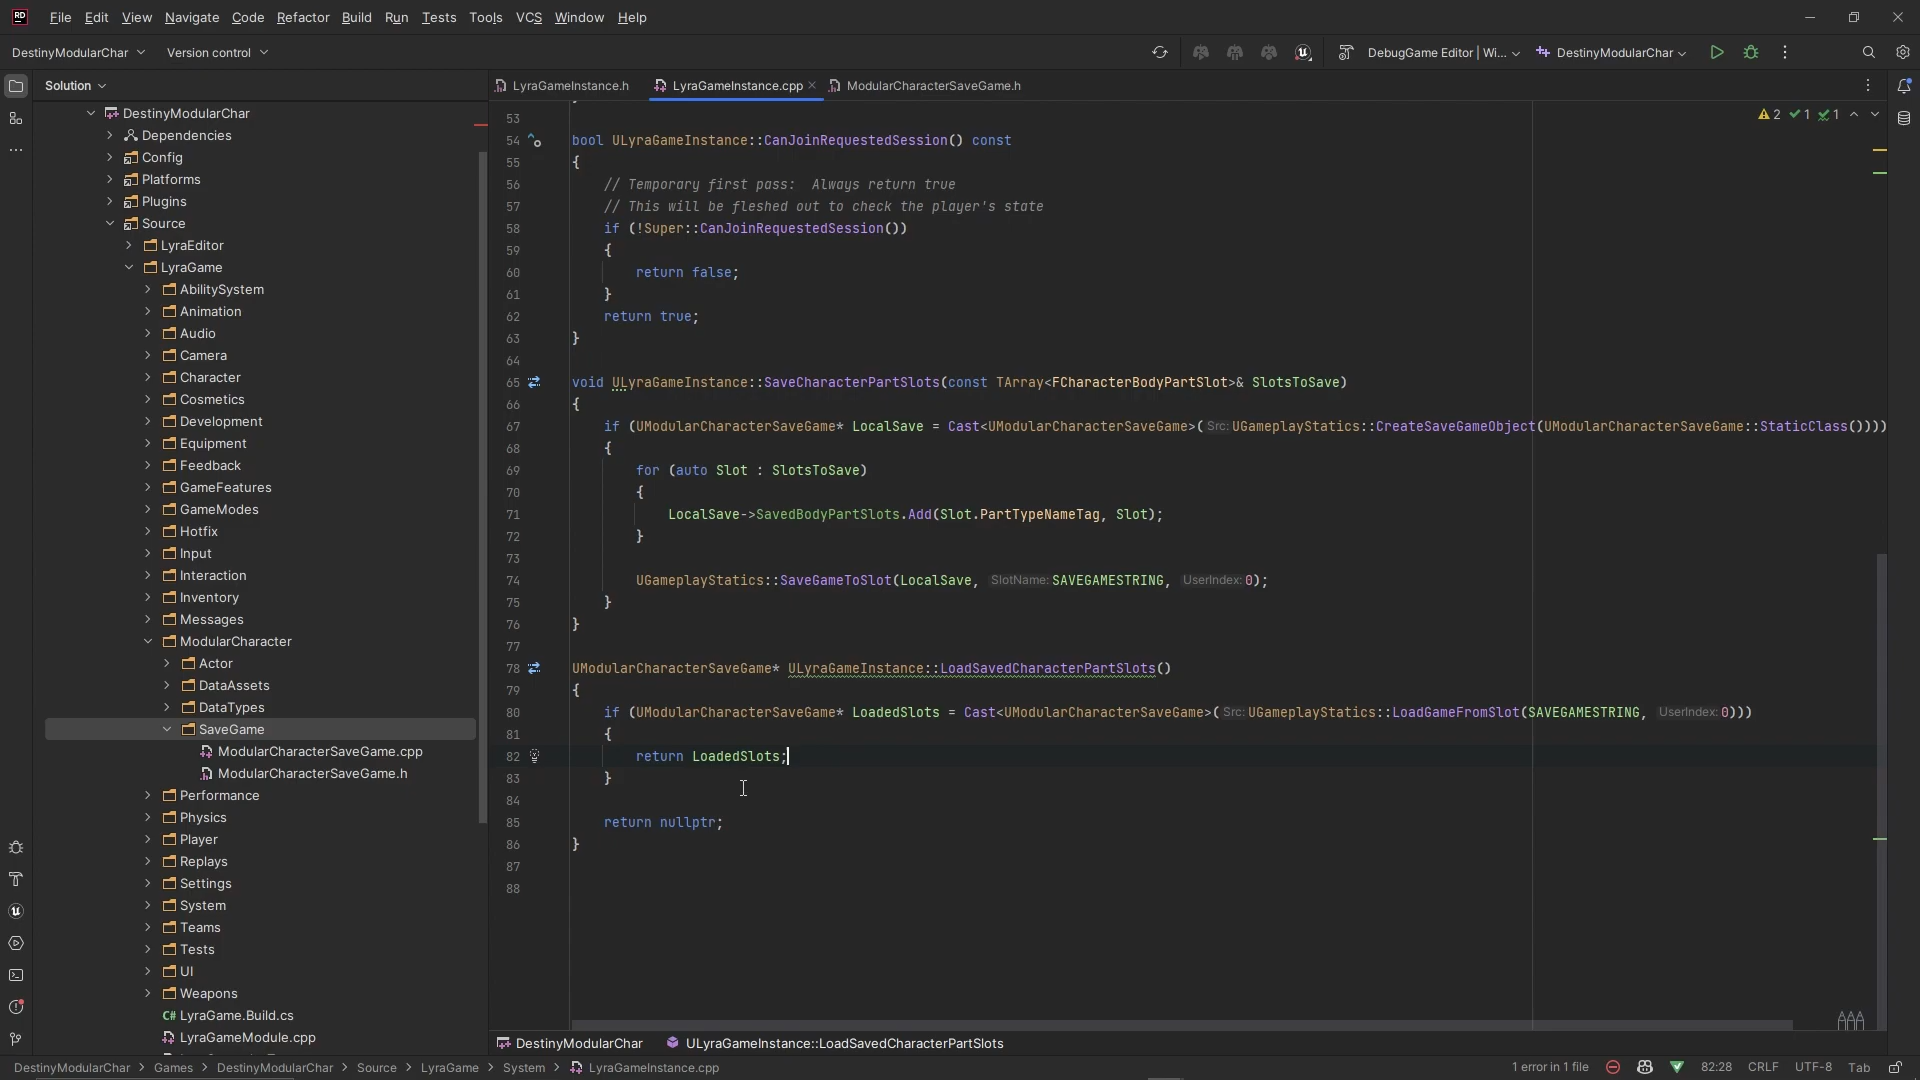 File Edit View Navigate Code Refactor Build Run Tests Tools VCS Window Help
DestinyModularChar Version control DebugGame Editor | Wi... DestinyModularChar
Solution
LyraGameInstance.h LyraGameInstance.cpp ModularCharacterSaveGame.h
2 1 1
DestinyModularChar
Dependencies
Config
Platforms
Plugins
Source
LyraEditor
LyraGame
AbilitySystem
Animation
Audio
Camera
Character
Cosmetics
Development
Equipment
Feedback
GameFeatures
GameModes
Hotfix
Input
Interaction
Inventory
Messages
ModularCharacter
Actor
DataAssets
DataTypes
SaveGame
ModularCharacterSaveGame.cpp
ModularCharacterSaveGame.h
Performance
Physics
Player
Replays
Settings
System
Teams
Tests
UI
Weapons
C# LyraGame.Build.cs
LyraGameModule.cpp
53
54 bool ULyraGameInstance::CanJoinRequestedSession() const
55 {
56 // Temporary first pass:  Always return true
57 // This will be fleshed out to check the player's state
58 if (!Super::CanJoinRequestedSession())
59 {
60 return false;
61 }
62 return true;
63 }
64
65 void ULyraGameInstance::SaveCharacterPartSlots(const TArray<FCharacterBodyPartSlot>& SlotsToSave)
66 {
67 if (UModularCharacterSaveGame* LocalSave = Cast<UModularCharacterSaveGame>( Src: UGameplayStatics::CreateSaveGameObject(UModularCharacterSaveGame::StaticClass())))
68 {
69 for (auto Slot : SlotsToSave)
70 {
71 LocalSave->SavedBodyPartSlots.Add(Slot.PartTypeNameTag, Slot);
72 }
73
74 UGameplayStatics::SaveGameToSlot(LocalSave, SlotName: SAVEGAMESTRING, UserIndex: 0);
75 }
76 }
77
78 UModularCharacterSaveGame* ULyraGameInstance::LoadSavedCharacterPartSlots()
79 {
80 if (UModularCharacterSaveGame* LoadedSlots = Cast<UModularCharacterSaveGame>( Src: UGameplayStatics::LoadGameFromSlot(SAVEGAMESTRING, UserIndex: 0)))
81 {
82 return LoadedSlots;
83 }
84
85 return nullptr;
86 }
87
88
DestinyModularChar ULyraGameInstance::LoadSavedCharacterPartSlots
DestinyModularChar > Games > DestinyModularChar > Source > LyraGame > System > LyraGameInstance.cpp 1 error in 1 file 82:28 CRLF UTF-8 Tab